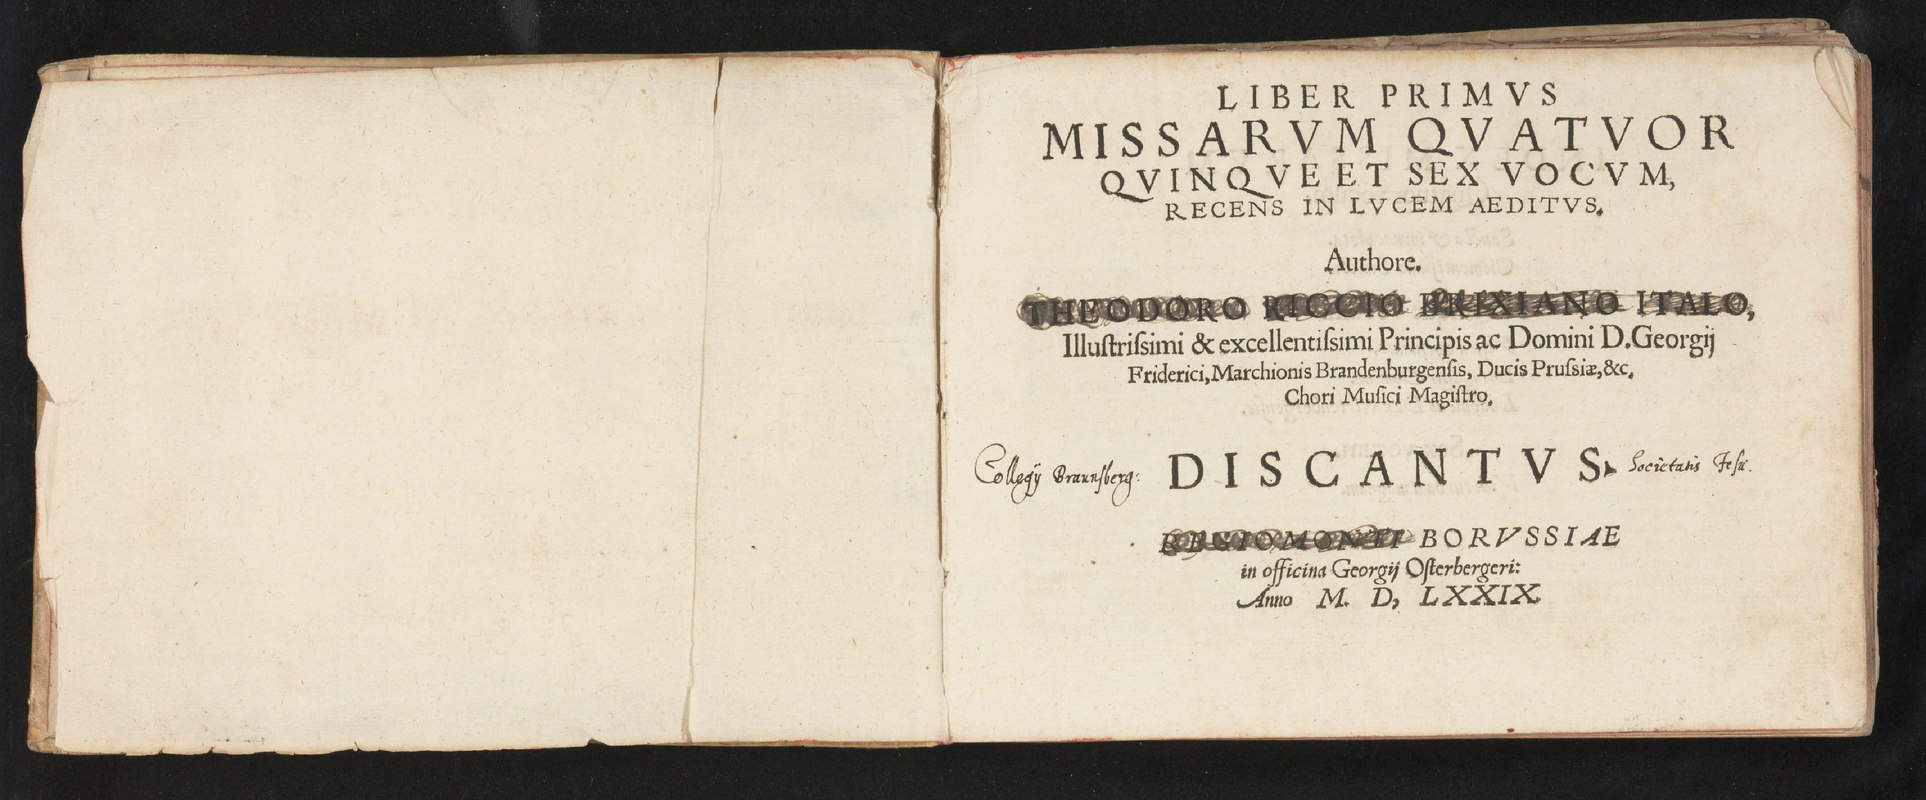 LIBER PRIMVS
MISSARVM QVATVOR
QVINQVE ET SEX VOCVM,
RECENS IN LVCEM AEDITVS.
Authore.
THEODORO RICCIO BRIXIANO ITALO,
Illuſtriſsimi & excellentiſsimi Principis ac Domini D. Georgij
Friderici, Marchionis Brandenburgenſis, Ducis Pruſsiæ, &c.
Chori Muſici Magiſtro.
Collegij Braunſberg: DISCANTVS. Societatis Jeſu.
REGIOMONTI BORVSSIAE
in officina Georgij Oſterbergeri:
Anno M. D, LXXIX.